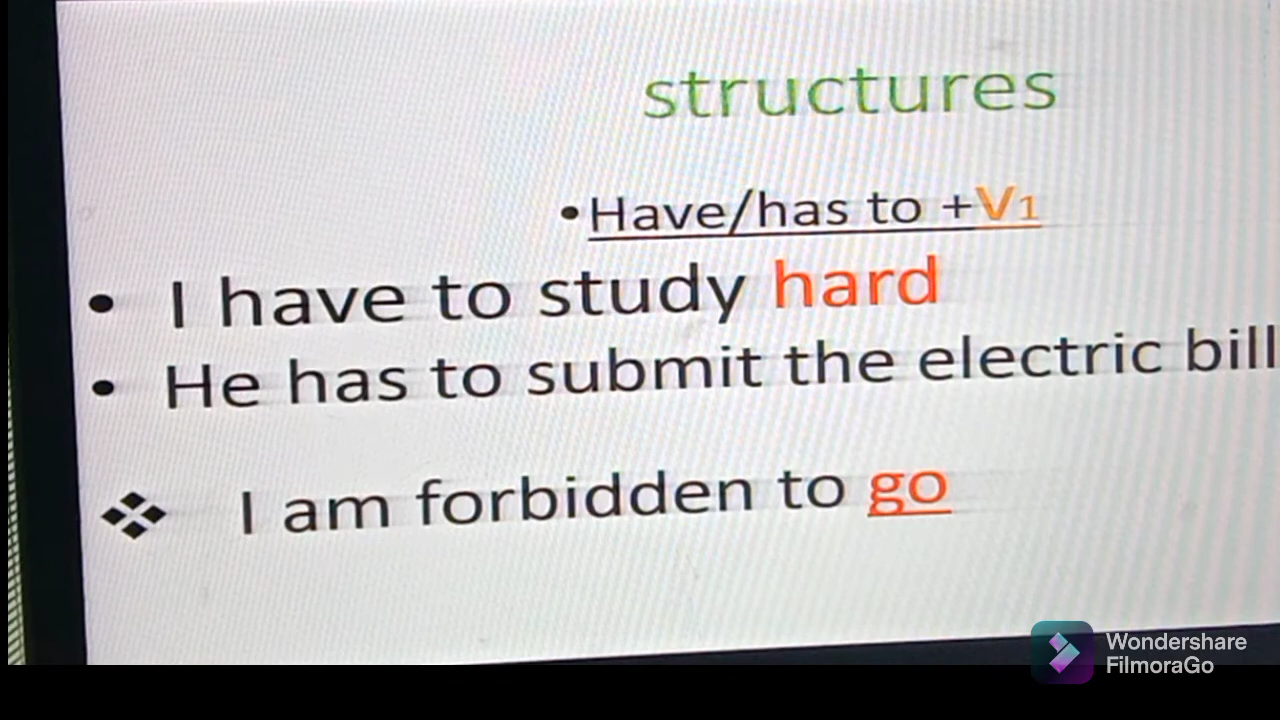 structures
•Have/has to +V1
• I have to study hard
• He has to submit the electric bill
❖ I am forbidden to go
Wondershare
FilmoraGo